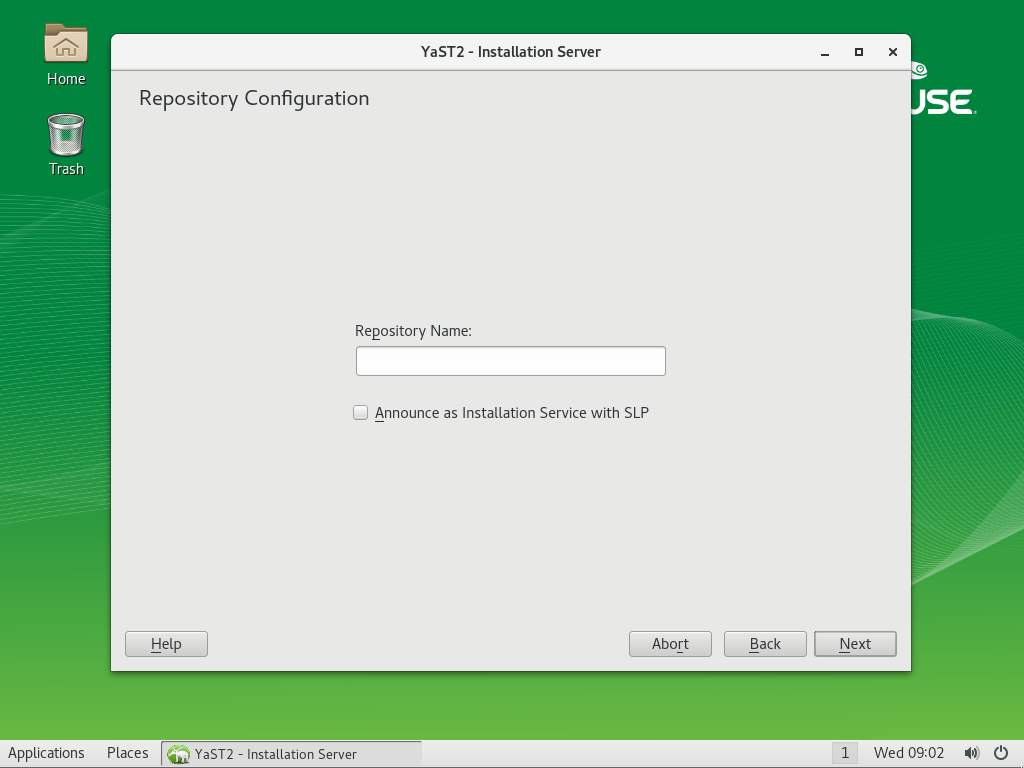 YaST2 - Installation Server
Home
Repository Configuration
USE
Trash
Repository Name:
Announce as Installation Service with SLP
Help
Abort
Back
Next
Applications
Places
YaST2 - Installation Server
1
Wed 09:02